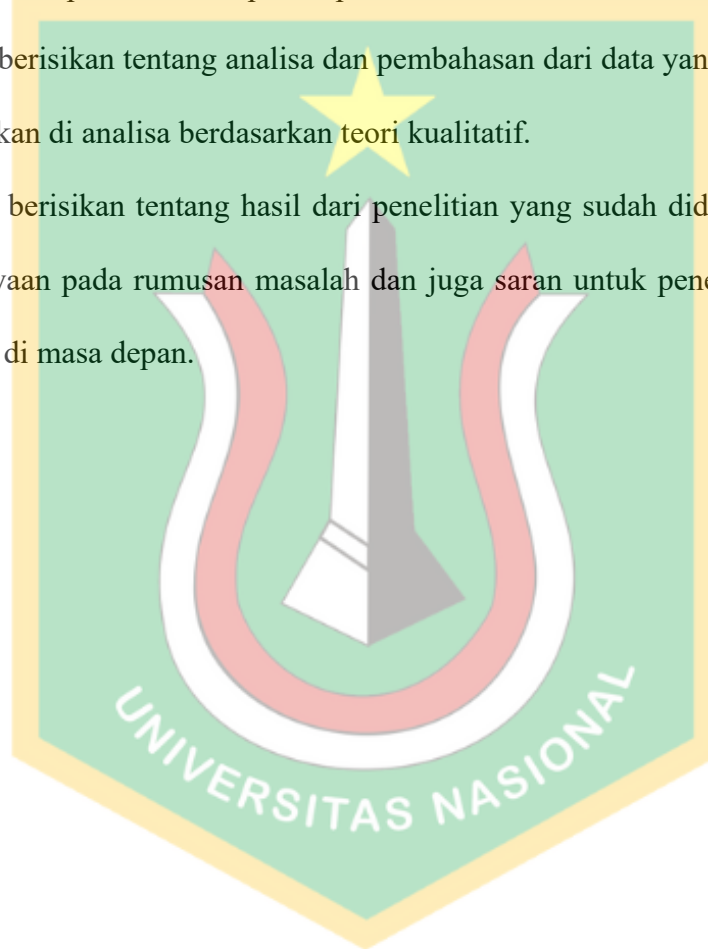 berisikan tentang analisa dan pembahasan dari data yan
kan di analisa berdasarkan teori kualitatif.
berisikan tentang hasil dari penelitian yang sudah did
yaan pada rumusan masalah dan juga saran untuk pene
di masa depan.
UNIVERSITAS NASIONAL